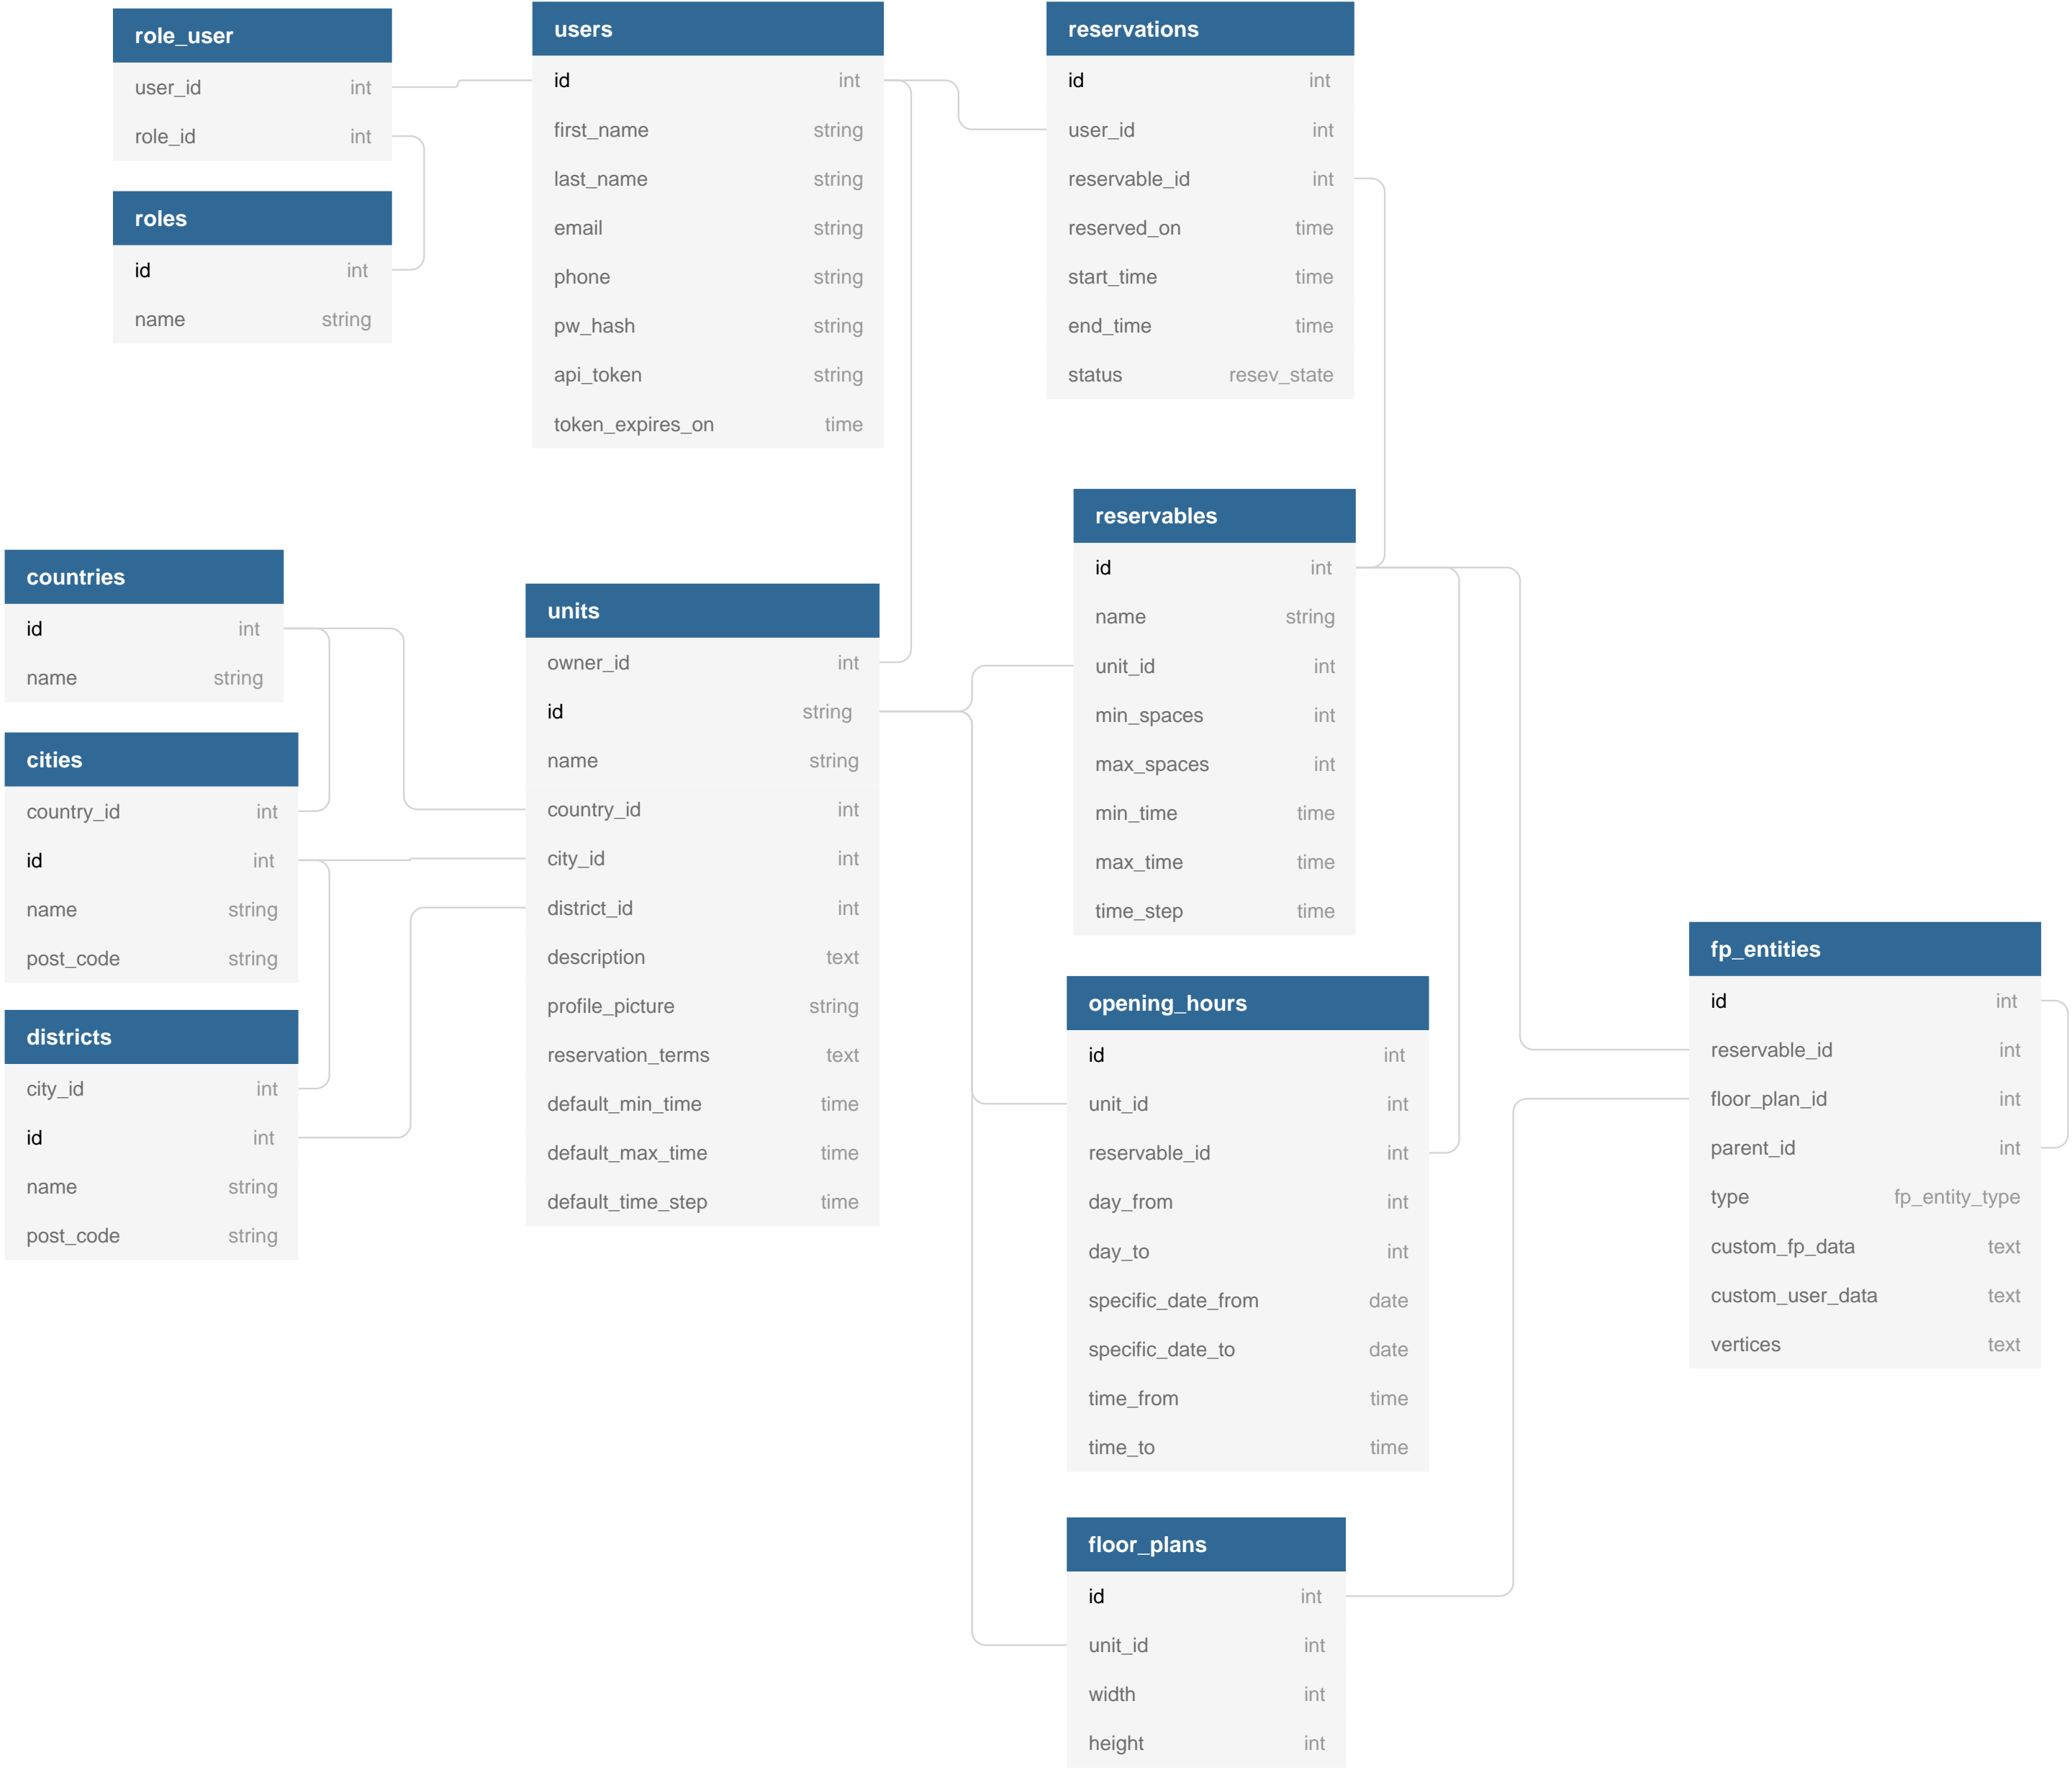 role_user
user_id int
role_id int
roles
id int
name string
users
id int
first_name string
last_name string
email string
phone string
pw_hash string
api_token string
token_expires_on time
reservations
id int
user_id int
reservable_id int
reserved_on time
start_time time
end_time time
status resev_state
countries
id int
name string
cities
country_id int
id int
name string
post_code string
districts
city_id int
id int
name string
post_code string
units
owner_id int
id string
name string
country_id int
city_id int
district_id int
description text
profile_picture string
reservation_terms text
default_min_time time
default_max_time time
default_time_step time
reservables
id int
name string
unit_id int
min_spaces int
max_spaces int
min_time time
max_time time
time_step time
opening_hours
id int
unit_id int
reservable_id int
day_from int
day_to int
specific_date_from date
specific_date_to date
time_from time
time_to time
floor_plans
id int
unit_id int
width int
height int
fp_entities
id int
reservable_id int
floor_plan_id int
parent_id int
type fp_entity_type
custom_fp_data text
custom_user_data text
vertices text